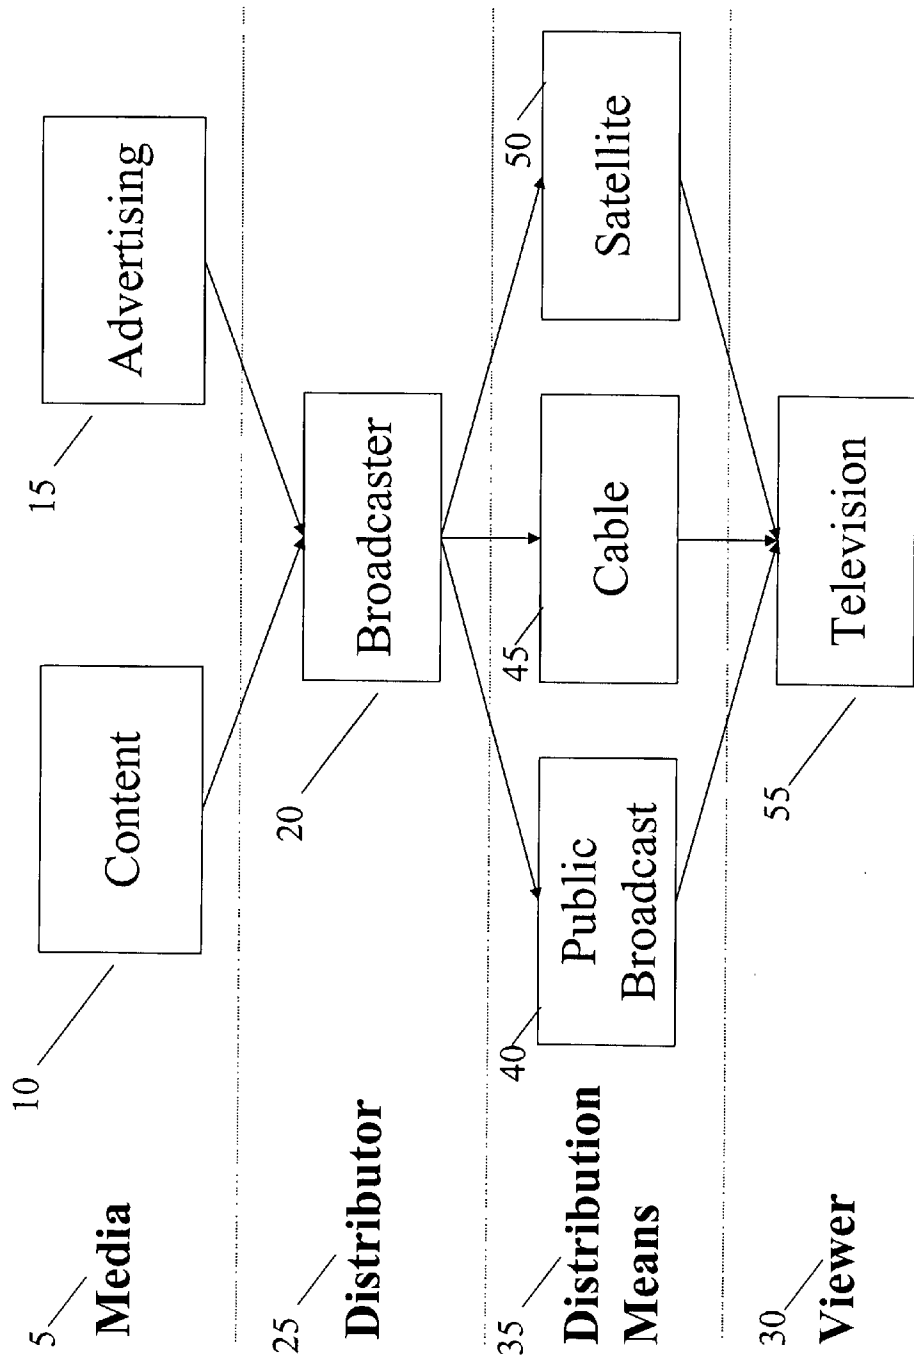 5
Media
10
Content
15
Advertising
25
Distributor
20
Broadcaster
35
Distribution
Means
40
Public
Broadcast
45
Cable
50
Satellite
30
Viewer
55
Television